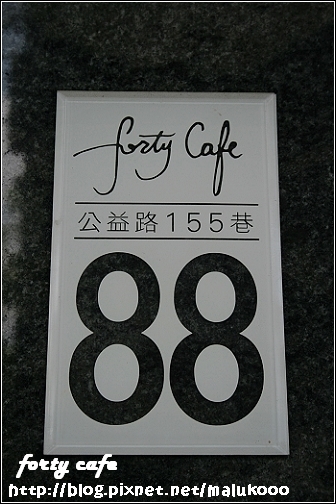 forty Cafe
公益路155巷
88
forty cafe
http://blog.pixnet.net/malukooo